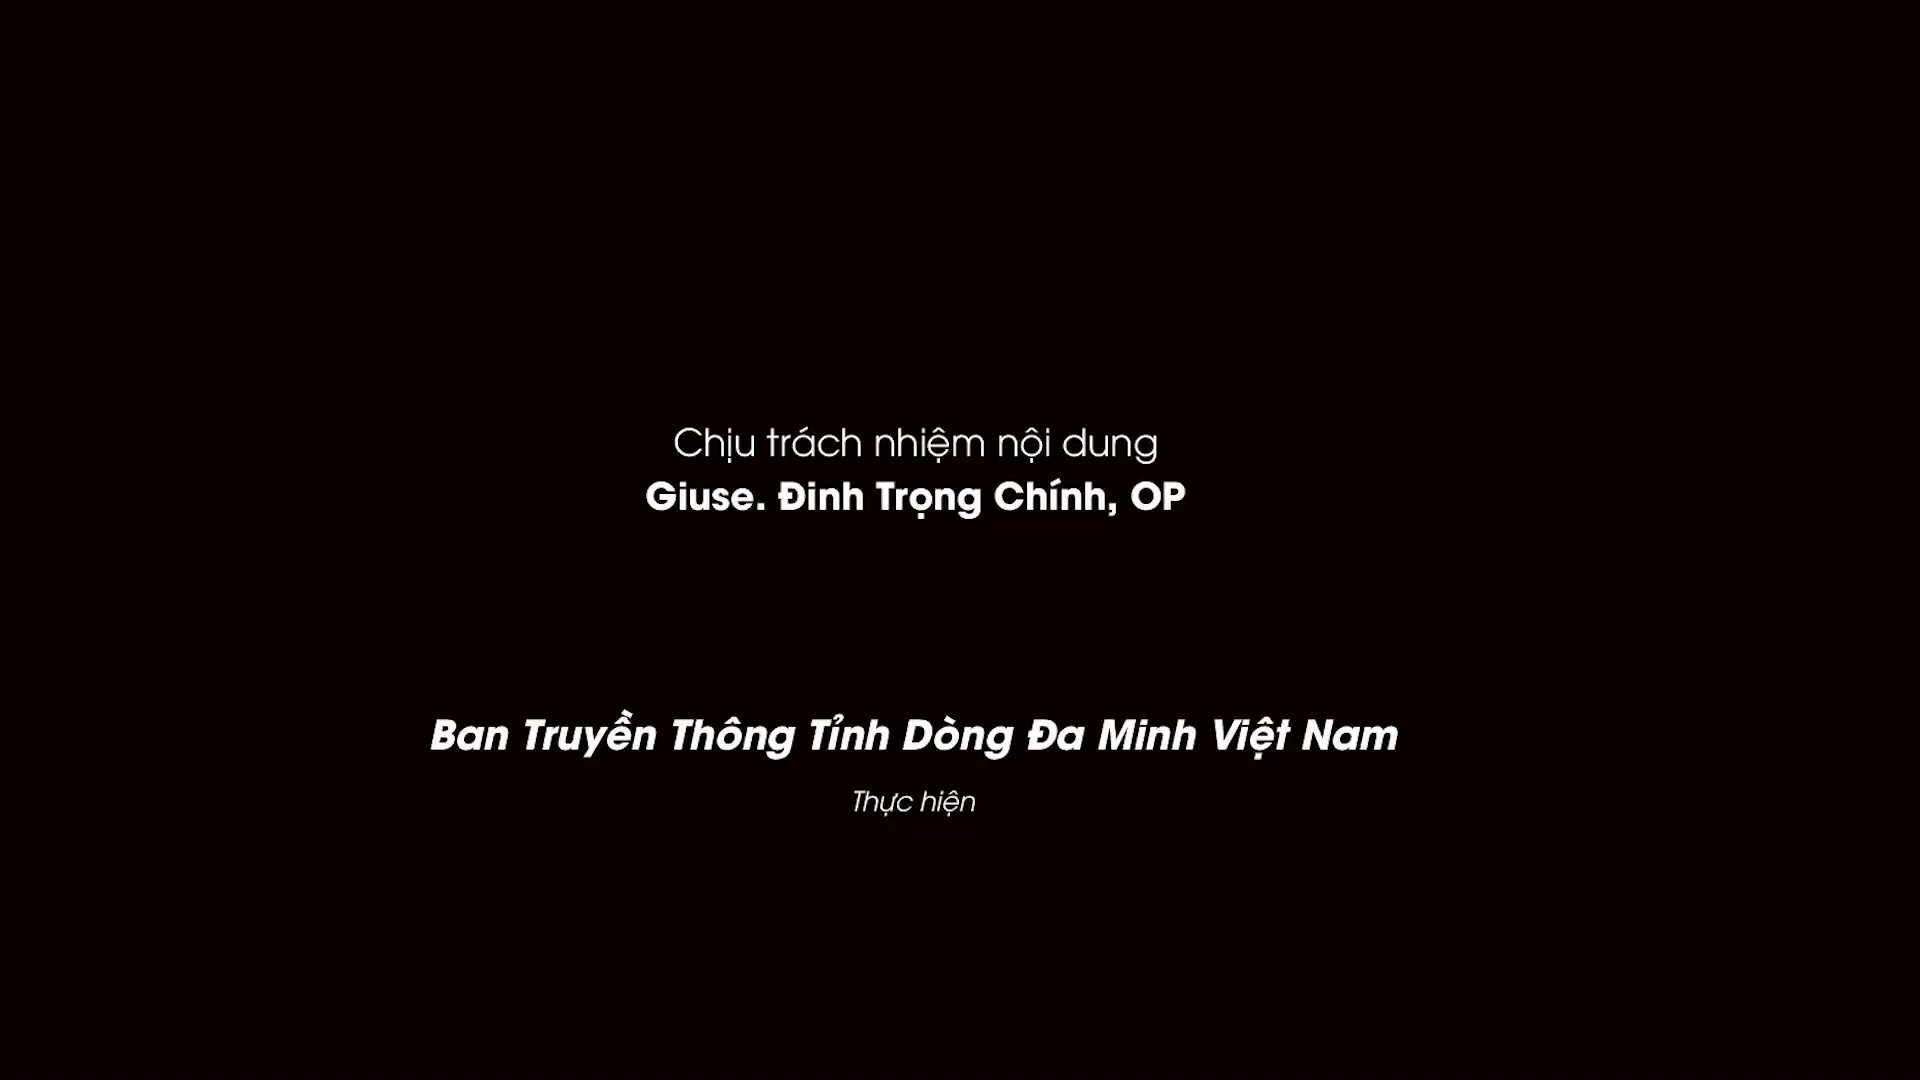 Chịu trách nhiệm nội dung
Giuse. Đinh Trọng Chính, OP
Ban Truyền Thông Tỉnh Dòng Đa Minh Việt Nam
Thực hiện